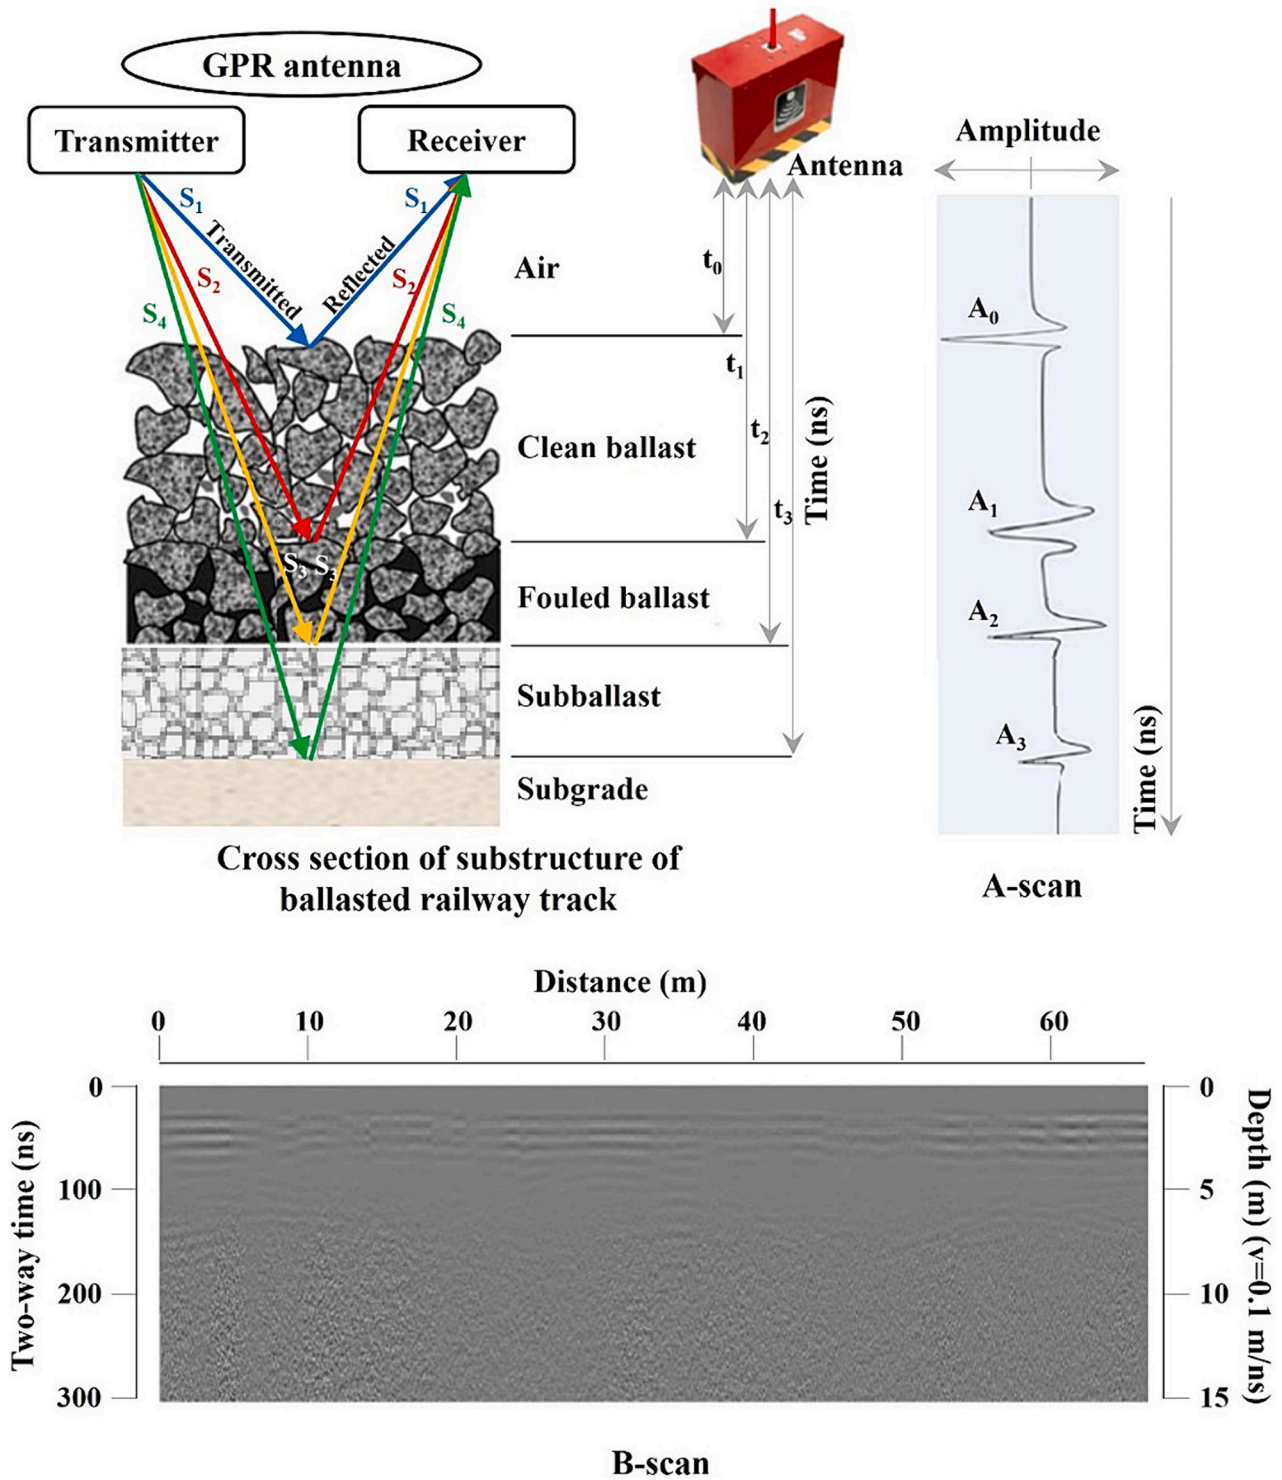 GPR antenna
Transmitter
Receiver
S1
S1
Transmitted
Reflected
S2
S2
S4
S4
S3 S3
Air
Clean ballast
Fouled ballast
Subballast
Subgrade
Cross section of substructure of
ballasted railway track
Antenna
t0
t1
t2
t3
Time (ns)
Amplitude
A0
A1
A2
A3
Time (ns)
A-scan
Distance (m)
0 10 20 30 40 50 60
Two-way time (ns)
0
100
200
300
0
5
10
15
Depth (m) (v=0.1 m/ns)
B-scan